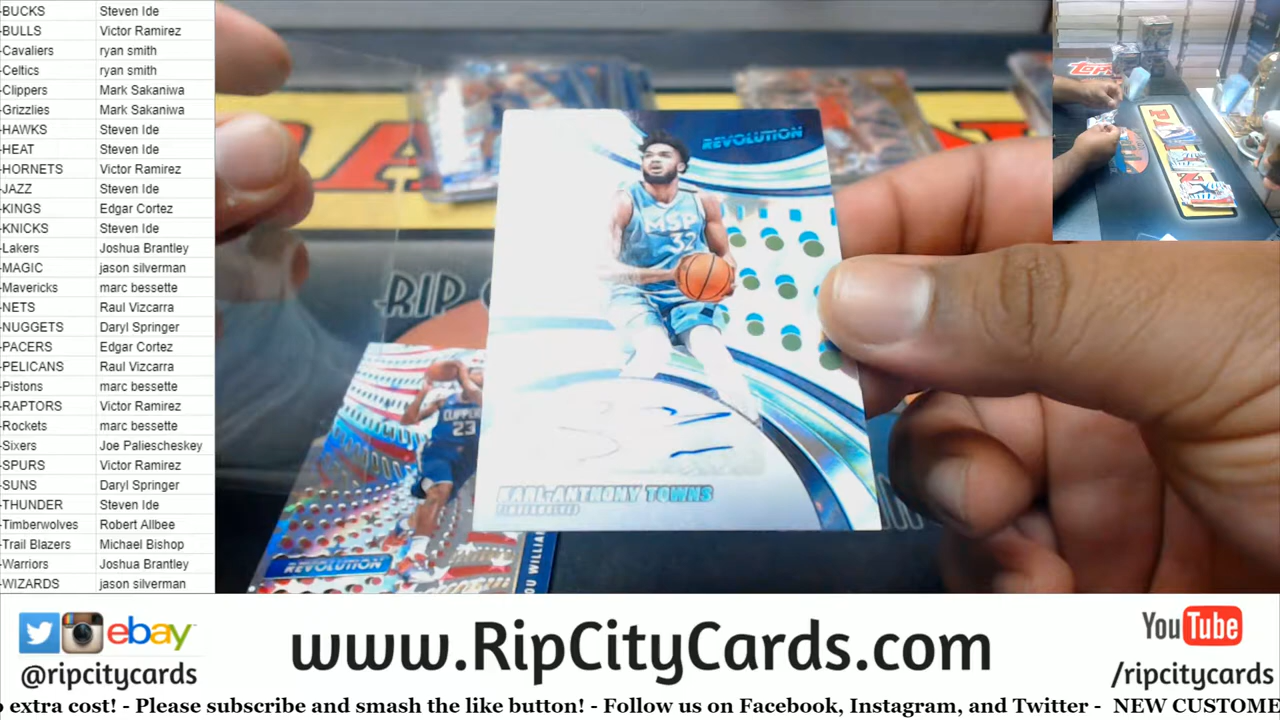 -BUCKS Steven Ide
-BULLS Victor Ramirez
-Cavaliers ryan smith
-Celtics ryan smith
-Clippers Mark Sakaniwa
-Grizzlies Mark Sakaniwa
-HAWKS Steven Ide
-HEAT Steven Ide
-HORNETS Victor Ramirez
-JAZZ Steven Ide
-KINGS Edgar Cortez
-KNICKS Steven Ide
-Lakers Joshua Brantley
-MAGIC jason silverman
-Mavericks marc bessette
-NETS Raul Vizcarra
-NUGGETS Daryl Springer
-PACERS Edgar Cortez
-PELICANS Raul Vizcarra
-Pistons marc bessette
-RAPTORS Victor Ramirez
-Rockets marc bessette
-Sixers Joe Paliescheskey
-SPURS Victor Ramirez
-SUNS Daryl Springer
-THUNDER Steven Ide
-Timberwolves Robert Allbee
-Trail Blazers Michael Bishop
-Warriors Joshua Brantley
-WIZARDS jason silverman
REVOLUTION
MSP
32
KARL-ANTHONY TOWNS
TIMBERWOLVES
RIP
CLIPPERS
23
REVOLUTION
OU WILLIA
ebay
@ripcitycards
www.RipCityCards.com
YouTube
/ripcitycards
o extra cost! - Please subscribe and smash the like button! - Follow us on Facebook, Instagram, and Twitter - NEW CUSTOME